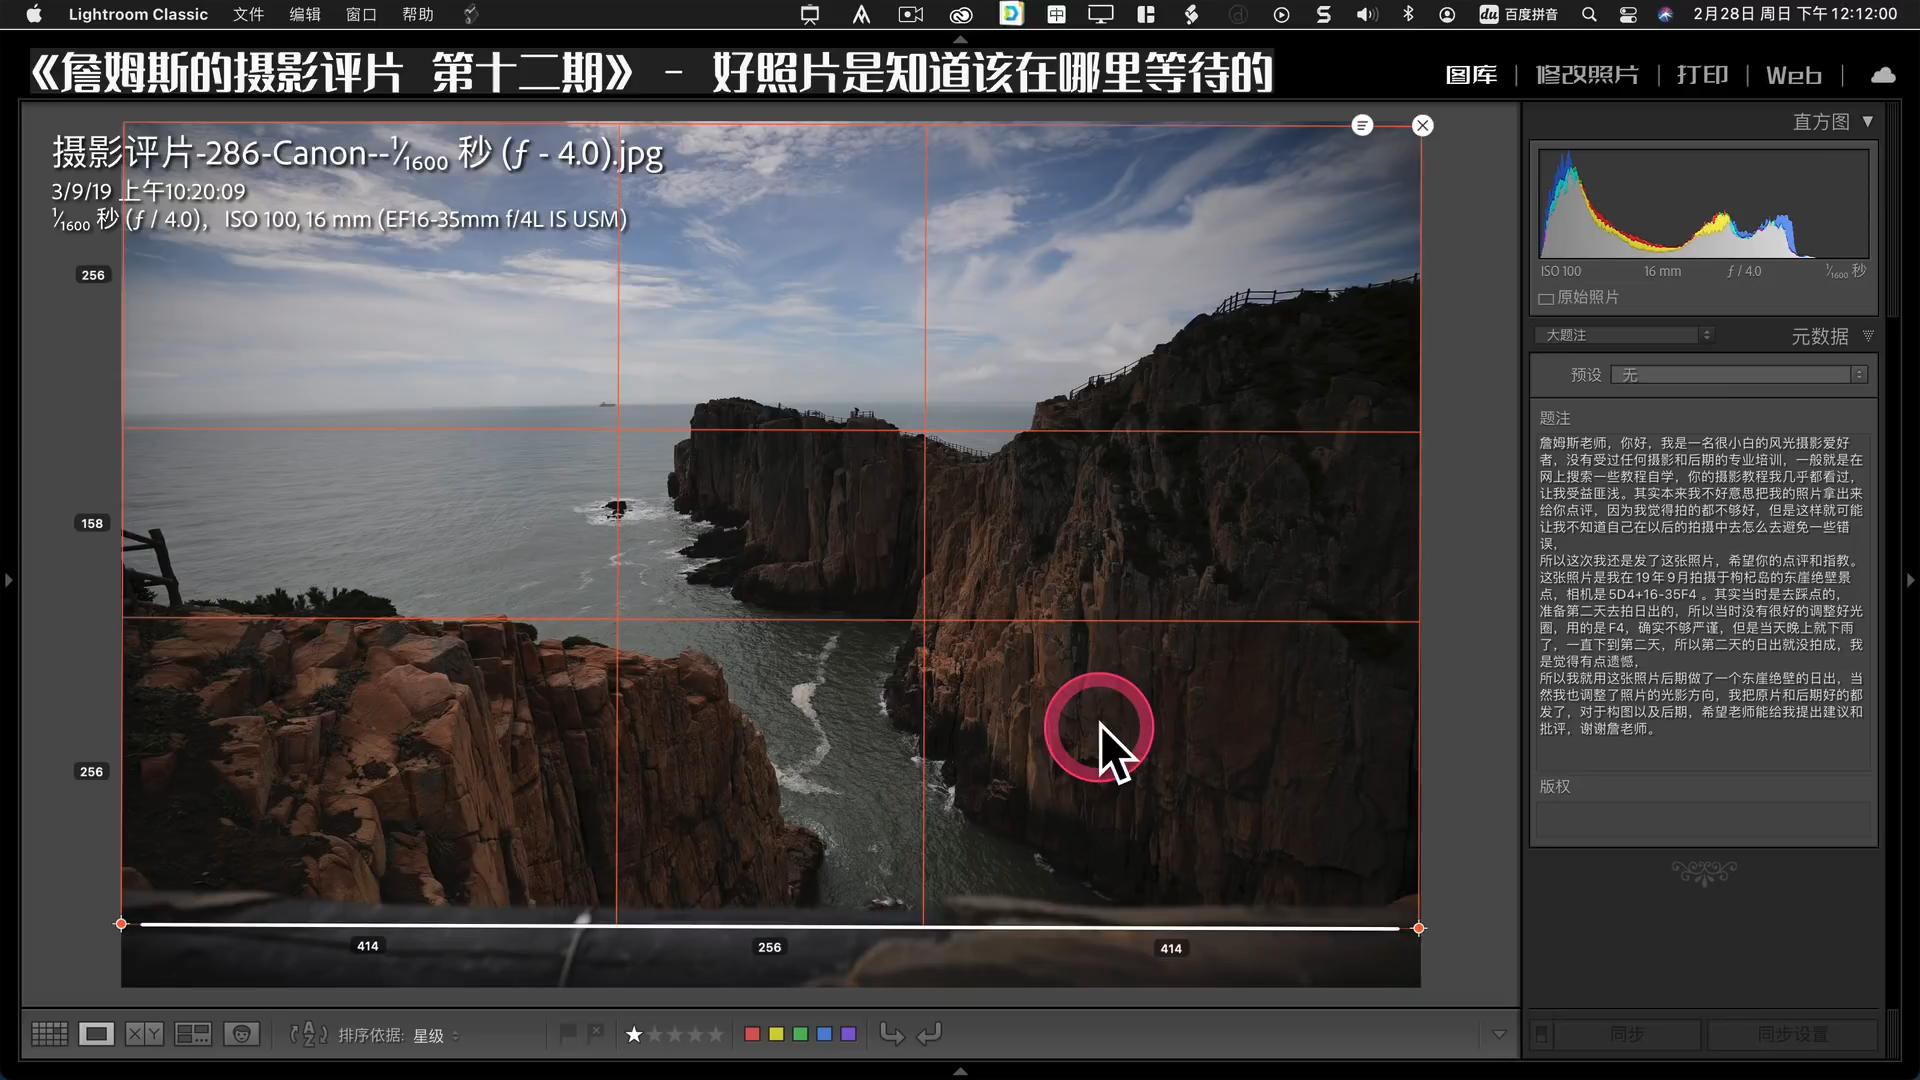 Lightroom Classic 文件 编辑 窗口 帮助 中 du 百度拼音 2月28日 周日 下午 12:12:00
《詹姆斯的摄影评片 第十二期》 - 好照片是知道该在哪里等待的
图库 | 修改照片 | 打印 | Web |
摄影评片-286-Canon--1/1600 秒 (ƒ - 4.0).jpg
3/9/19 上午10:20:09
1/1600 秒 (ƒ / 4.0), ISO 100, 16 mm (EF16-35mm f/4L IS USM)
256
158
256
414
256
414
直方图
ISO 100 16 mm ƒ / 4.0 1/1600 秒
原始照片
大题注 元数据
预设 无
题注
詹姆斯老师，你好，我是一名很小白的风光摄影爱好
者，没有受过任何摄影和后期的专业培训，一般就是在
网上搜索一些教程自学，你的摄影教程我几乎都看过，
让我受益匪浅。其实本来我不好意思把我的照片拿出来
给你点评，因为我觉得拍的都不够好，但是这样就可能
让我不知道自己在以后的拍摄中去怎么去避免一些错
误，
所以这次我还是发了这张照片，希望你的点评和指教。
这张照片是我在 19 年 9 月拍摄于枸杞岛的东崖绝壁景
点，相机是 5D4+16-35F4 。其实当时是去踩点的，
准备第二天去拍日出的，所以当时没有很好的调整好光
圈，用的是 F4，确实不够严谨，但是当天晚上就下雨
了，一直下到第二天，所以第二天的日出就没拍成，我
是觉得有点遗憾，
所以我就用这张照片后期做了一个东崖绝壁的日出，当
然我也调整了照片的光影方向，我把原片和后期好的都
发了，对于构图以及后期，希望老师能给我提出建议和
批评，谢谢詹老师。
版权
排序依据: 星级
同步 同步设置